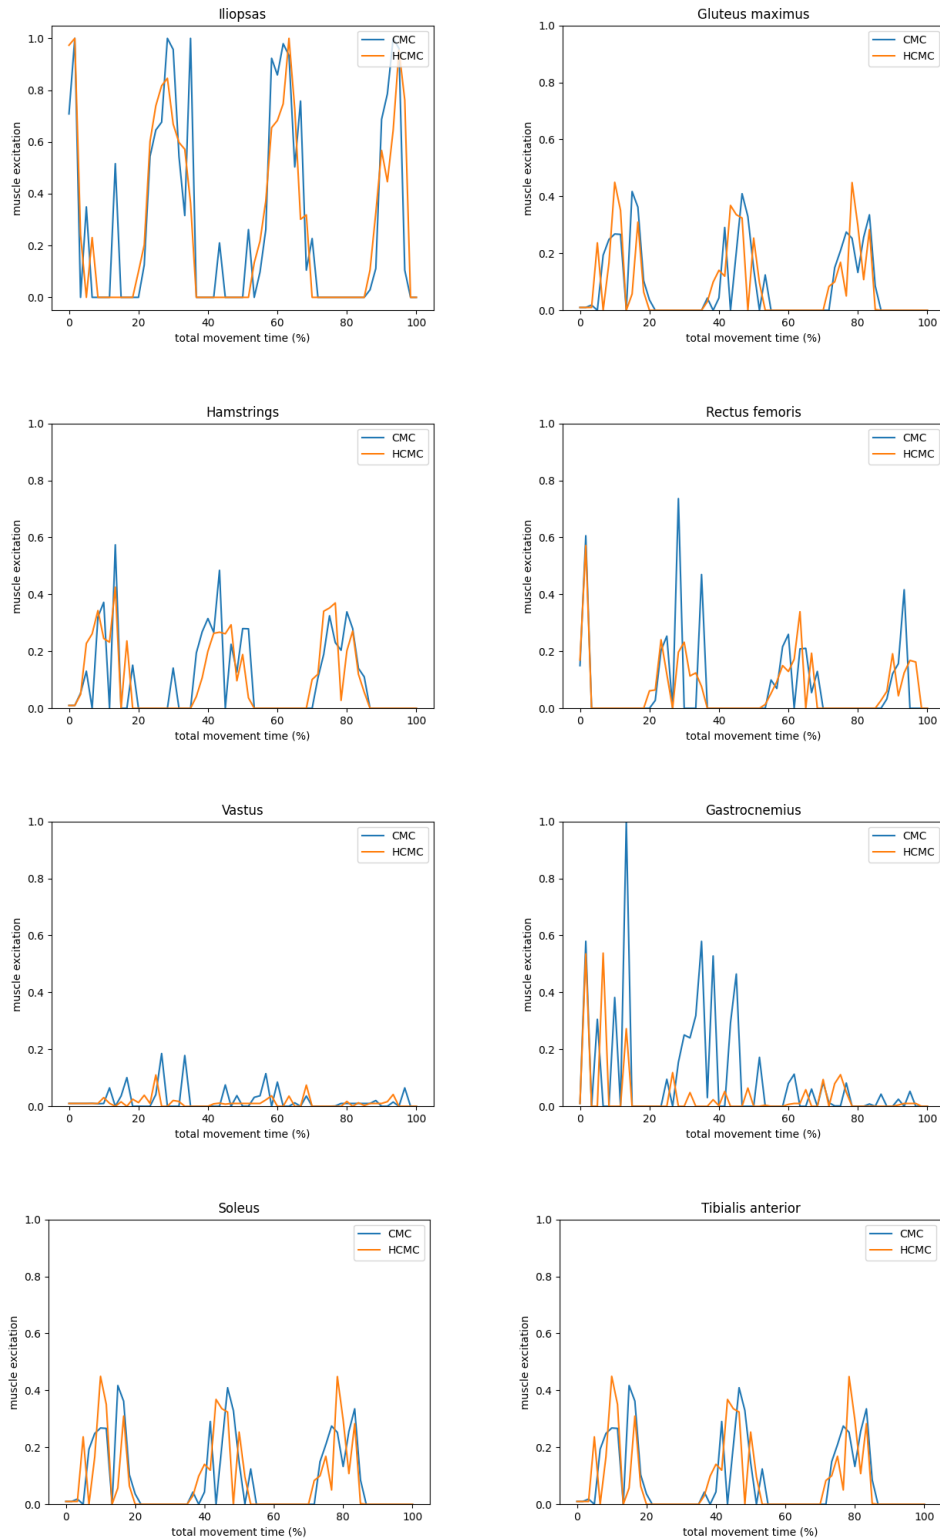 Iliopsas
1.0
0.8
0.6
0.4
0.2
0.0
muscle excitation
CMC
HCMC
0 20 40 60 80 100
total movement time (%)
Gluteus maximus
1.0
0.8
0.6
0.4
0.2
0.0
muscle excitation
CMC
HCMC
0 20 40 60 80 100
total movement time (%)
Hamstrings
1.0
0.8
0.6
0.4
0.2
0.0
muscle excitation
CMC
HCMC
0 20 40 60 80 100
total movement time (%)
Rectus femoris
1.0
0.8
0.6
0.4
0.2
0.0
muscle excitation
CMC
HCMC
0 20 40 60 80 100
total movement time (%)
Vastus
1.0
0.8
0.6
0.4
0.2
0.0
muscle excitation
CMC
HCMC
0 20 40 60 80 100
total movement time (%)
Gastrocnemius
1.0
0.8
0.6
0.4
0.2
0.0
muscle excitation
CMC
HCMC
0 20 40 60 80 100
total movement time (%)
Soleus
1.0
0.8
0.6
0.4
0.2
0.0
muscle excitation
CMC
HCMC
0 20 40 60 80 100
total movement time (%)
Tibialis anterior
1.0
0.8
0.6
0.4
0.2
0.0
muscle excitation
CMC
HCMC
0 20 40 60 80 100
total movement time (%)